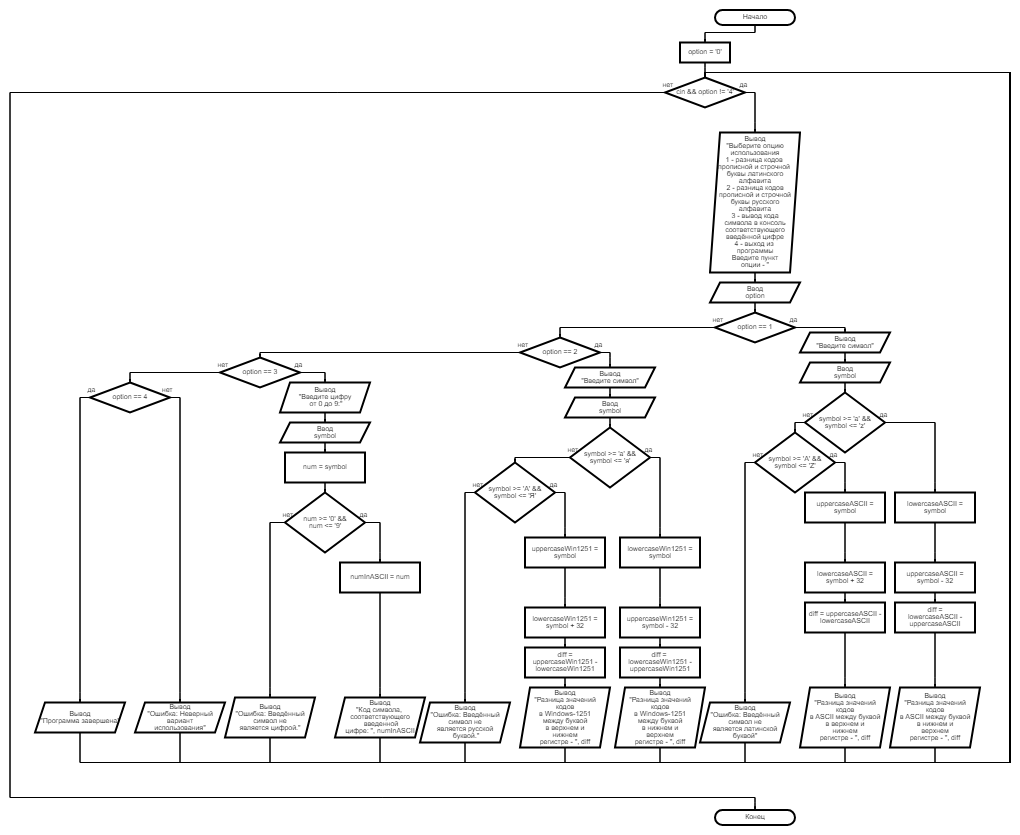 Начало
option = '0'
нет
cin && option != '4'
да
Вывод
"Выберите опцию
использования
1 - разница кодов
прописной и строчной
буквы латинского
алфавита
2 - разница кодов
прописной и строчной
буквы русского
алфавита
3 - вывод кода
символа в консоль
соответствующего
введённой цифре
4 - выход из
программы
Введите пункт
опции - "
Ввод
option
нет
option == 1
да
Вывод
"Введите символ"
Ввод
symbol
нет
symbol >= 'a' &&
symbol <= 'z'
да
нет
symbol >= 'A' &&
symbol <= 'Z'
да
uppercaseASCII =
symbol
lowercaseASCII =
symbol + 32
diff = uppercaseASCII -
lowercaseASCII
lowercaseASCII =
symbol
uppercaseASCII =
symbol - 32
diff =
lowercaseASCII -
uppercaseASCII
нет
option == 2
да
Вывод
"Введите символ"
Ввод
symbol
нет
symbol >= 'а' &&
symbol <= 'я'
да
нет
symbol >= 'А' &&
symbol <= 'Я'
да
uppercaseWin1251 =
symbol
lowercaseWin1251 =
symbol + 32
diff =
uppercaseWin1251 -
lowercaseWin1251
lowercaseWin1251 =
symbol
uppercaseWin1251 =
symbol - 32
diff =
lowercaseWin1251 -
uppercaseWin1251
нет
option == 3
да
Вывод
"Введите цифру
от 0 до 9:"
Ввод
symbol
num = symbol
нет
num >= '0' &&
num <= '9'
да
numInASCII = num
да
option == 4
нет
Вывод
"Программа завершена"
Вывод
"Ошибка: Неверный
вариант
использования"
Вывод
"Ошибка: Введённый
символ не
является цифрой."
Вывод
"Код символа,
соответствующего
введенной
цифре: ", numInASCII
Вывод
"Ошибка: Введённый
символ не
является русской
буквой."
Вывод
"Разница значений
кодов
в Windows-1251
между буквой
в верхнем и
нижнем
регистре - ", diff
Вывод
"Разница значений
кодов
в Windows-1251
между буквой
в нижнем и
верхнем
регистре - ", diff
Вывод
"Ошибка: Введённый
символ не
является латинской
буквой"
Вывод
"Разница значений
кодов
в ASCII между буквой
в верхнем и
нижнем
регистре - ", diff
Вывод
"Разница значений
кодов
в ASCII между буквой
в нижнем и
верхнем
регистре - ", diff
Конец